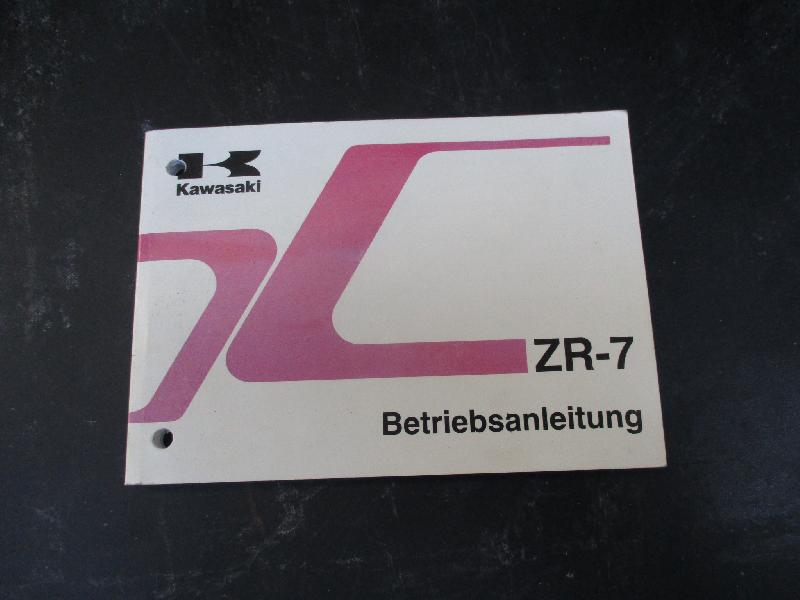 Kawasaki
ZR-7
Betriebsanleitung